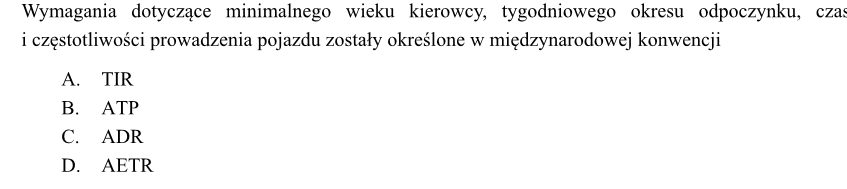 Wymagania dotyczące minimalnego wieku kierowcy, tygodniowego okresu odpoczynku, czas
i częstotliwości prowadzenia pojazdu zostały określone w międzynarodowej konwencji
A. TIR
B. ATP
C. ADR
D. AETR